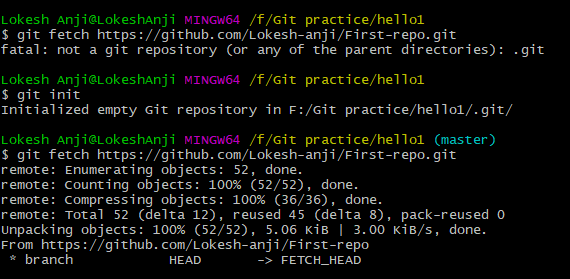 Lokesh Anji@LokeshAnji MINGW64 /f/Git practice/hello1
$ git fetch https://github.com/Lokesh-anji/First-repo.git
fatal: not a git repository (or any of the parent directories): .git
Lokesh Anji@LokeshAnji MINGW64 /f/Git practice/hello1
$ git init
Initialized empty Git repository in F:/Git practice/hello1/.git/
Lokesh Anji@LokeshAnji MINGW64 /f/Git practice/hello1 (master)
$ git fetch https://github.com/Lokesh-anji/First-repo.git
remote: Enumerating objects: 52, done.
remote: Counting objects: 100% (52/52), done.
remote: Compressing objects: 100% (36/36), done.
remote: Total 52 (delta 12), reused 45 (delta 8), pack-reused 0
Unpacking objects: 100% (52/52), 5.06 KiB | 3.00 KiB/s, done.
From https://github.com/Lokesh-anji/First-repo
 * branch            HEAD       -> FETCH_HEAD